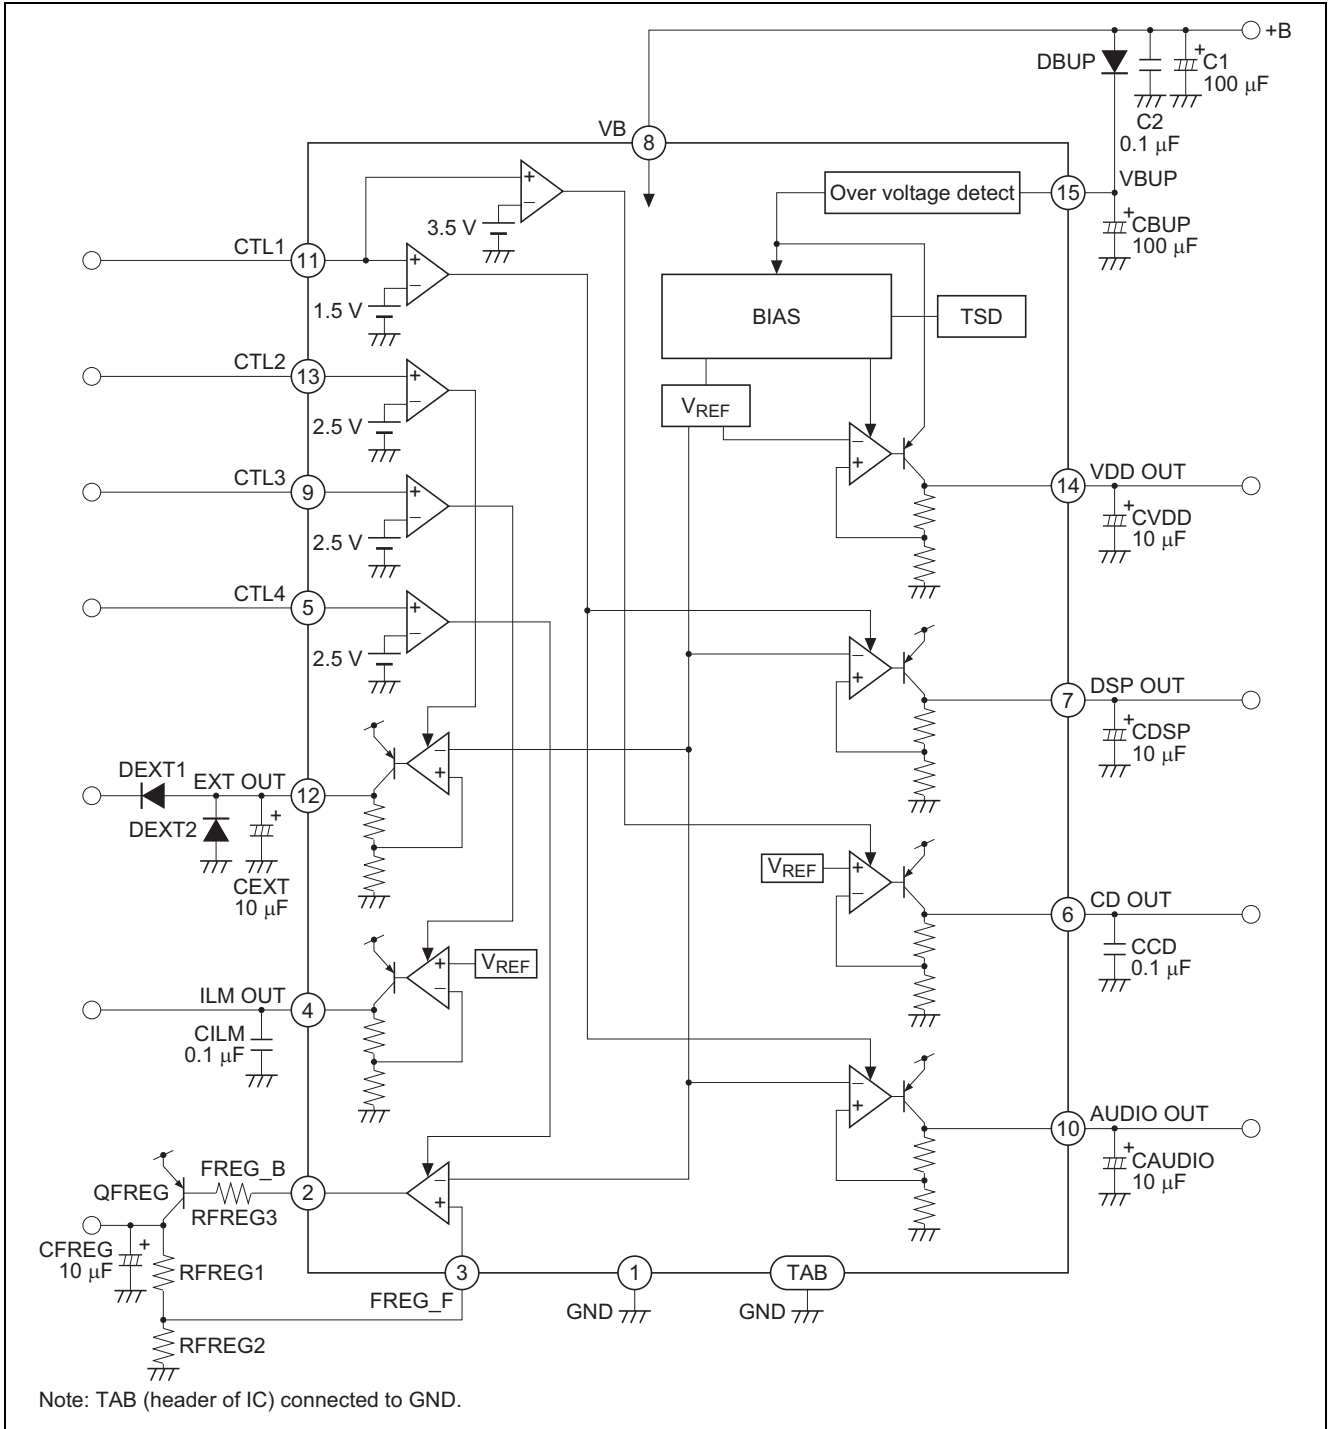 +B
DBUP
+
C1
100 µF
C2
0.1 µF
VB
8
VBUP
15
Over voltage detect
+
CBUP
100 µF
+
−
3.5 V
CTL1
11
+
−
1.5 V
BIAS
TSD
CTL2
13
+
−
2.5 V
VREF
−
+
CTL3
9
+
−
2.5 V
14
VDD OUT
+
CVDD
10 µF
CTL4
5
+
−
2.5 V
−
+
7
DSP OUT
+
CDSP
10 µF
DEXT1
EXT OUT
12
−
+
DEXT2
+
CEXT
10 µF
VREF
+
−
6
CD OUT
CCD
0.1 µF
ILM OUT
4
+
−
VREF
CILM
0.1 µF
−
+
10
AUDIO OUT
+
CAUDIO
10 µF
QFREG
FREG_B
RFREG3
2
−
+
CFREG
10 µF
+
RFREG1
3
FREG_F
1
GND
TAB
GND
RFREG2
Note: TAB (header of IC) connected to GND.